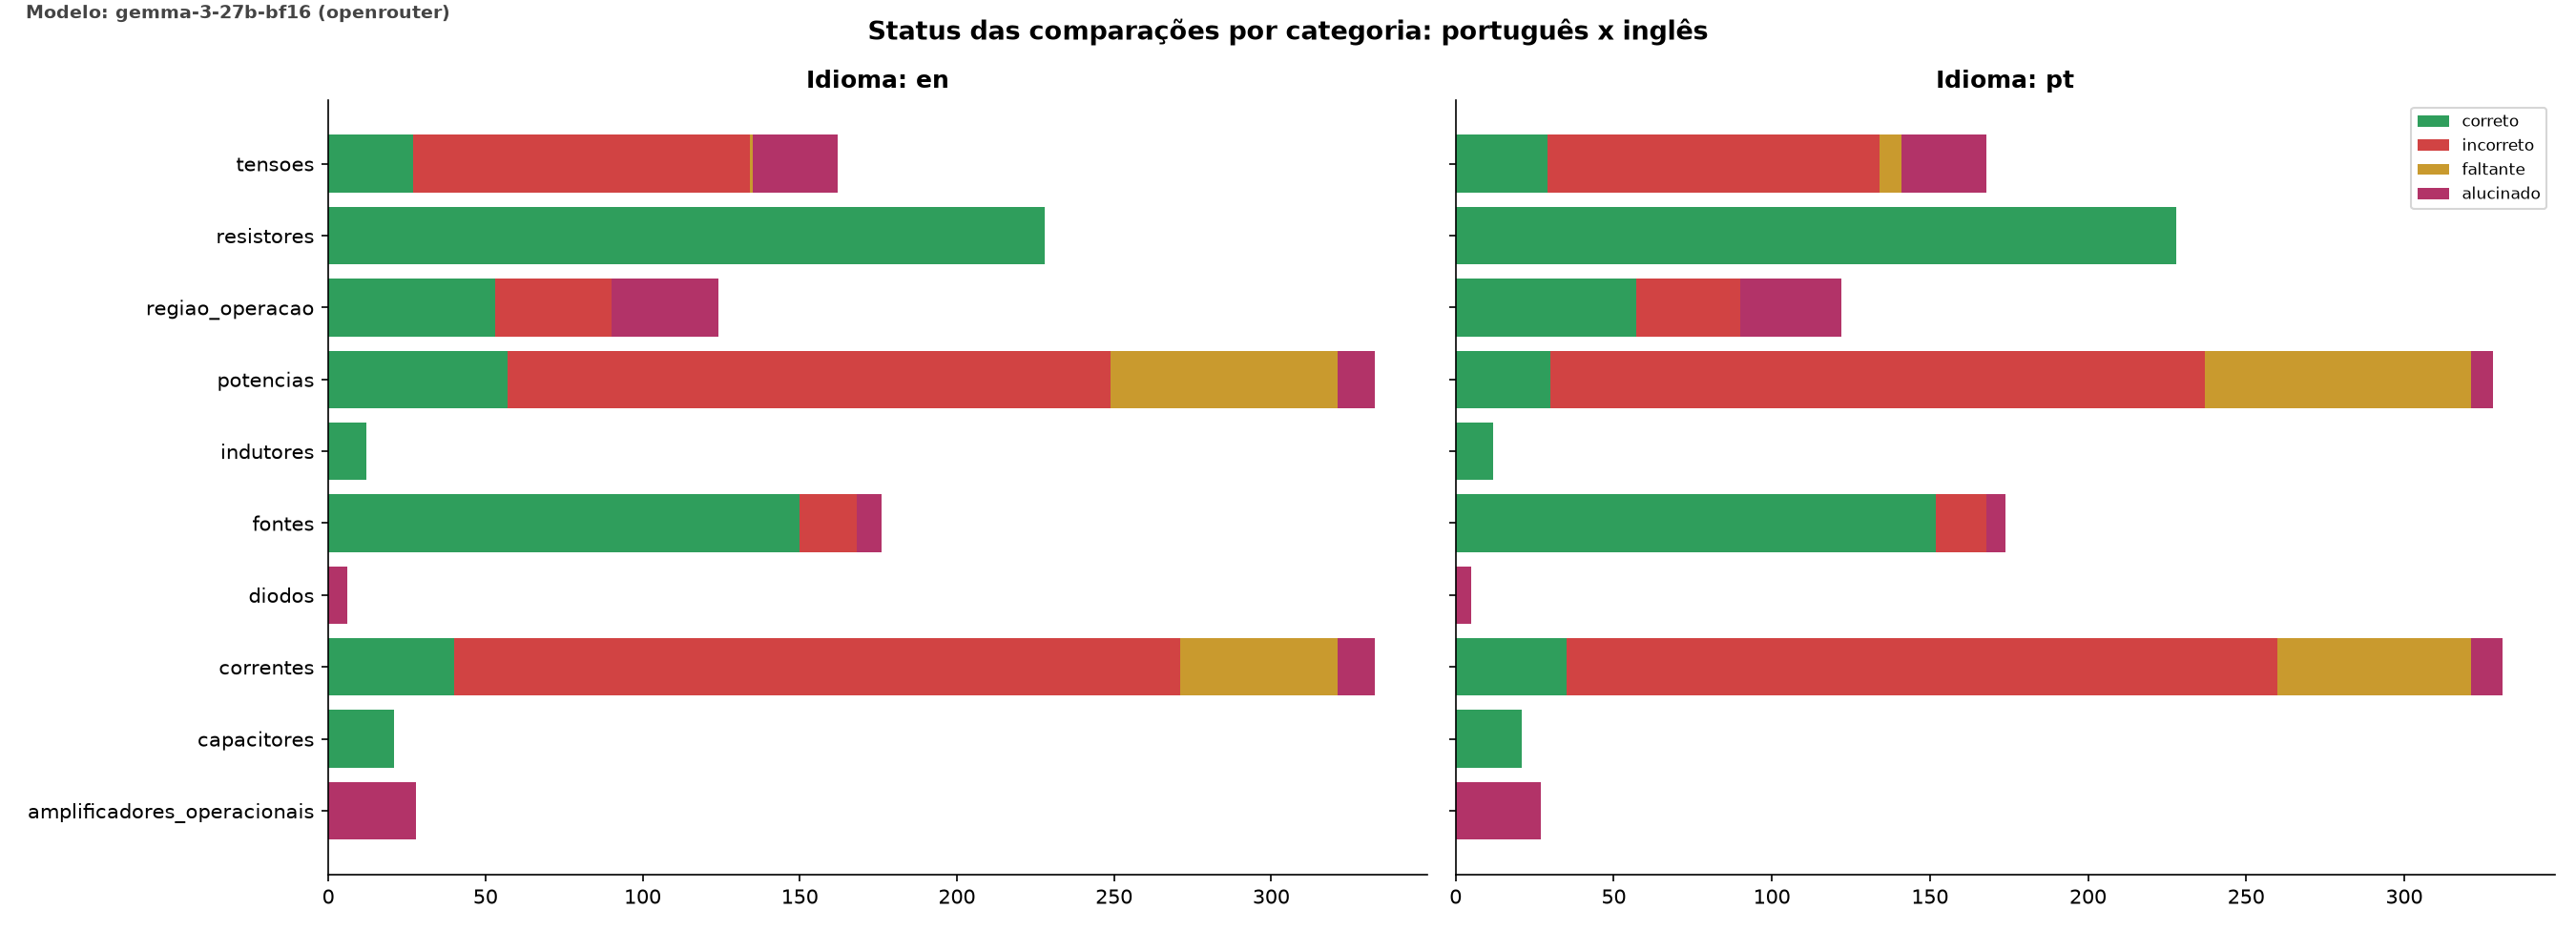 Modelo: gemma-3-27b-bf16 (openrouter)
Status das comparações por categoria: português x inglês
Idioma: en
Idioma: pt
correto
incorreto
faltante
alucinado
tensoes
resistores
regiao_operacao
potencias
indutores
fontes
diodos
correntes
capacitores
amplificadores_operacionais
0 50 100 150 200 250 300
0 50 100 150 200 250 300